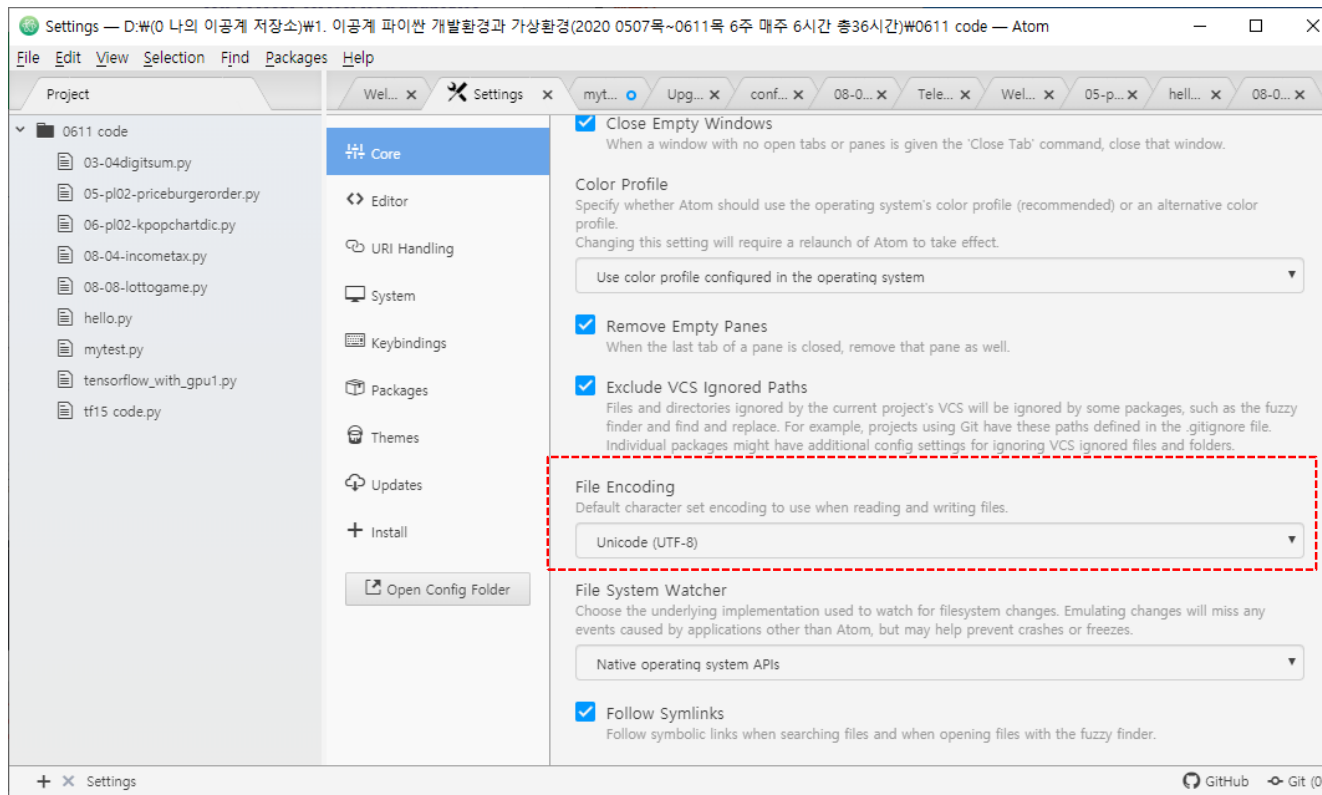 Settings — D:₩(0 나의 이공계 저장소)₩1. 이공계 파이싼 개발환경과 가상환경(2020 0507목~0611목 6주 매주 6시간 총36시간)₩0611 code — Atom
File Edit View Selection Find Packages Help
Project
Wel... Settings myt... Upg... conf... 08-0... Tele... Wel... 05-p... hell... 08-0...
0611 code
03-04digitsum.py
05-pl02-priceburgerorder.py
06-pl02-kpopchartdic.py
08-04-incometax.py
08-08-lottogame.py
hello.py
mytest.py
tensorflow_with_gpu1.py
tf15 code.py
Core
Editor
URI Handling
System
Keybindings
Packages
Themes
Updates
Install
Open Config Folder
Close Empty Windows
When a window with no open tabs or panes is given the 'Close Tab' command, close that window.
Color Profile
Specify whether Atom should use the operating system's color profile (recommended) or an alternative color
profile.
Changing this setting will require a relaunch of Atom to take effect.
Use color profile configured in the operating system
Remove Empty Panes
When the last tab of a pane is closed, remove that pane as well.
Exclude VCS Ignored Paths
Files and directories ignored by the current project's VCS will be ignored by some packages, such as the fuzzy
finder and find and replace. For example, projects using Git have these paths defined in the .gitignore file.
Individual packages might have additional config settings for ignoring VCS ignored files and folders.
File Encoding
Default character set encoding to use when reading and writing files.
Unicode (UTF-8)
File System Watcher
Choose the underlying implementation used to watch for filesystem changes. Emulating changes will miss any
events caused by applications other than Atom, but may help prevent crashes or freezes.
Native operating system APIs
Follow Symlinks
Follow symbolic links when searching files and when opening files with the fuzzy finder.
Settings
GitHub Git (0